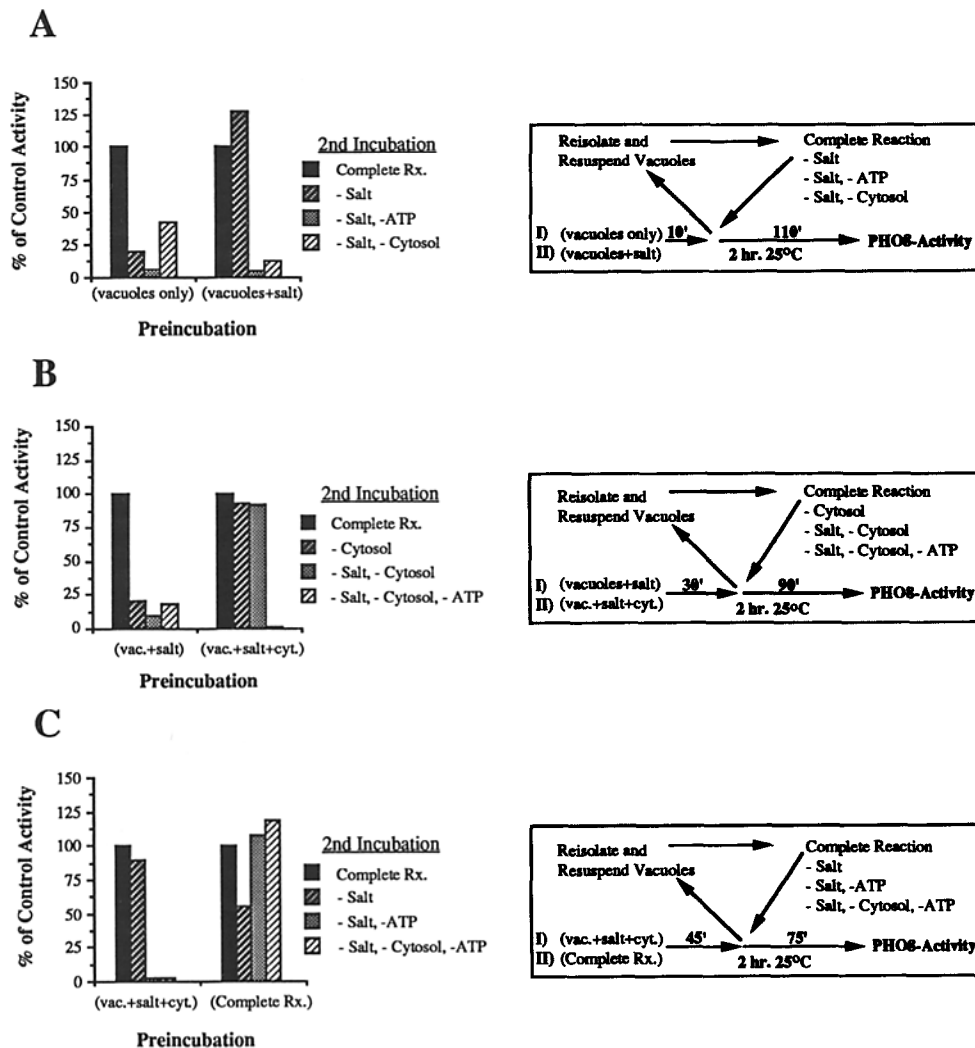 A
% of Control Activity
150
125
100
75
50
25
0
(vacuoles only) (vacuoles+salt)
Preincubation
2nd Incubation
Complete Rx.
- Salt
- Salt, -ATP
- Salt, - Cytosol
Reisolate and
Resuspend Vacuoles
Complete Reaction
- Salt
- Salt, - ATP
- Salt, - Cytosol
I) (vacuoles only) 10' 110'
II) (vacuoles+salt) 2 hr. 25°C
PHO8-Activity
B
% of Control Activity
150
125
100
75
50
25
0
(vac.+salt) (vac.+salt+cyt.)
Preincubation
2nd Incubation
Complete Rx.
- Cytosol
- Salt, - Cytosol
- Salt, - Cytosol, - ATP
Reisolate and
Resuspend Vacuoles
Complete Reaction
- Cytosol
- Salt, - Cytosol
- Salt, - Cytosol, - ATP
I) (vacuoles+salt) 30' 90'
II) (vac.+salt+cyt.) 2 hr. 25°C
PHO8-Activity
C
% of Control Activity
150
125
100
75
50
25
0
(vac.+salt+cyt.) (Complete Rx.)
Preincubation
2nd Incubation
Complete Rx.
- Salt
- Salt, -ATP
- Salt, - Cytosol, -ATP
Reisolate and
Resuspend Vacuoles
Complete Reaction
- Salt
- Salt, -ATP
- Salt, - Cytosol, -ATP
I) (vac.+salt+cyt.) 45' 75'
II) (Complete Rx.) 2 hr. 25°C
PHO8-Activity